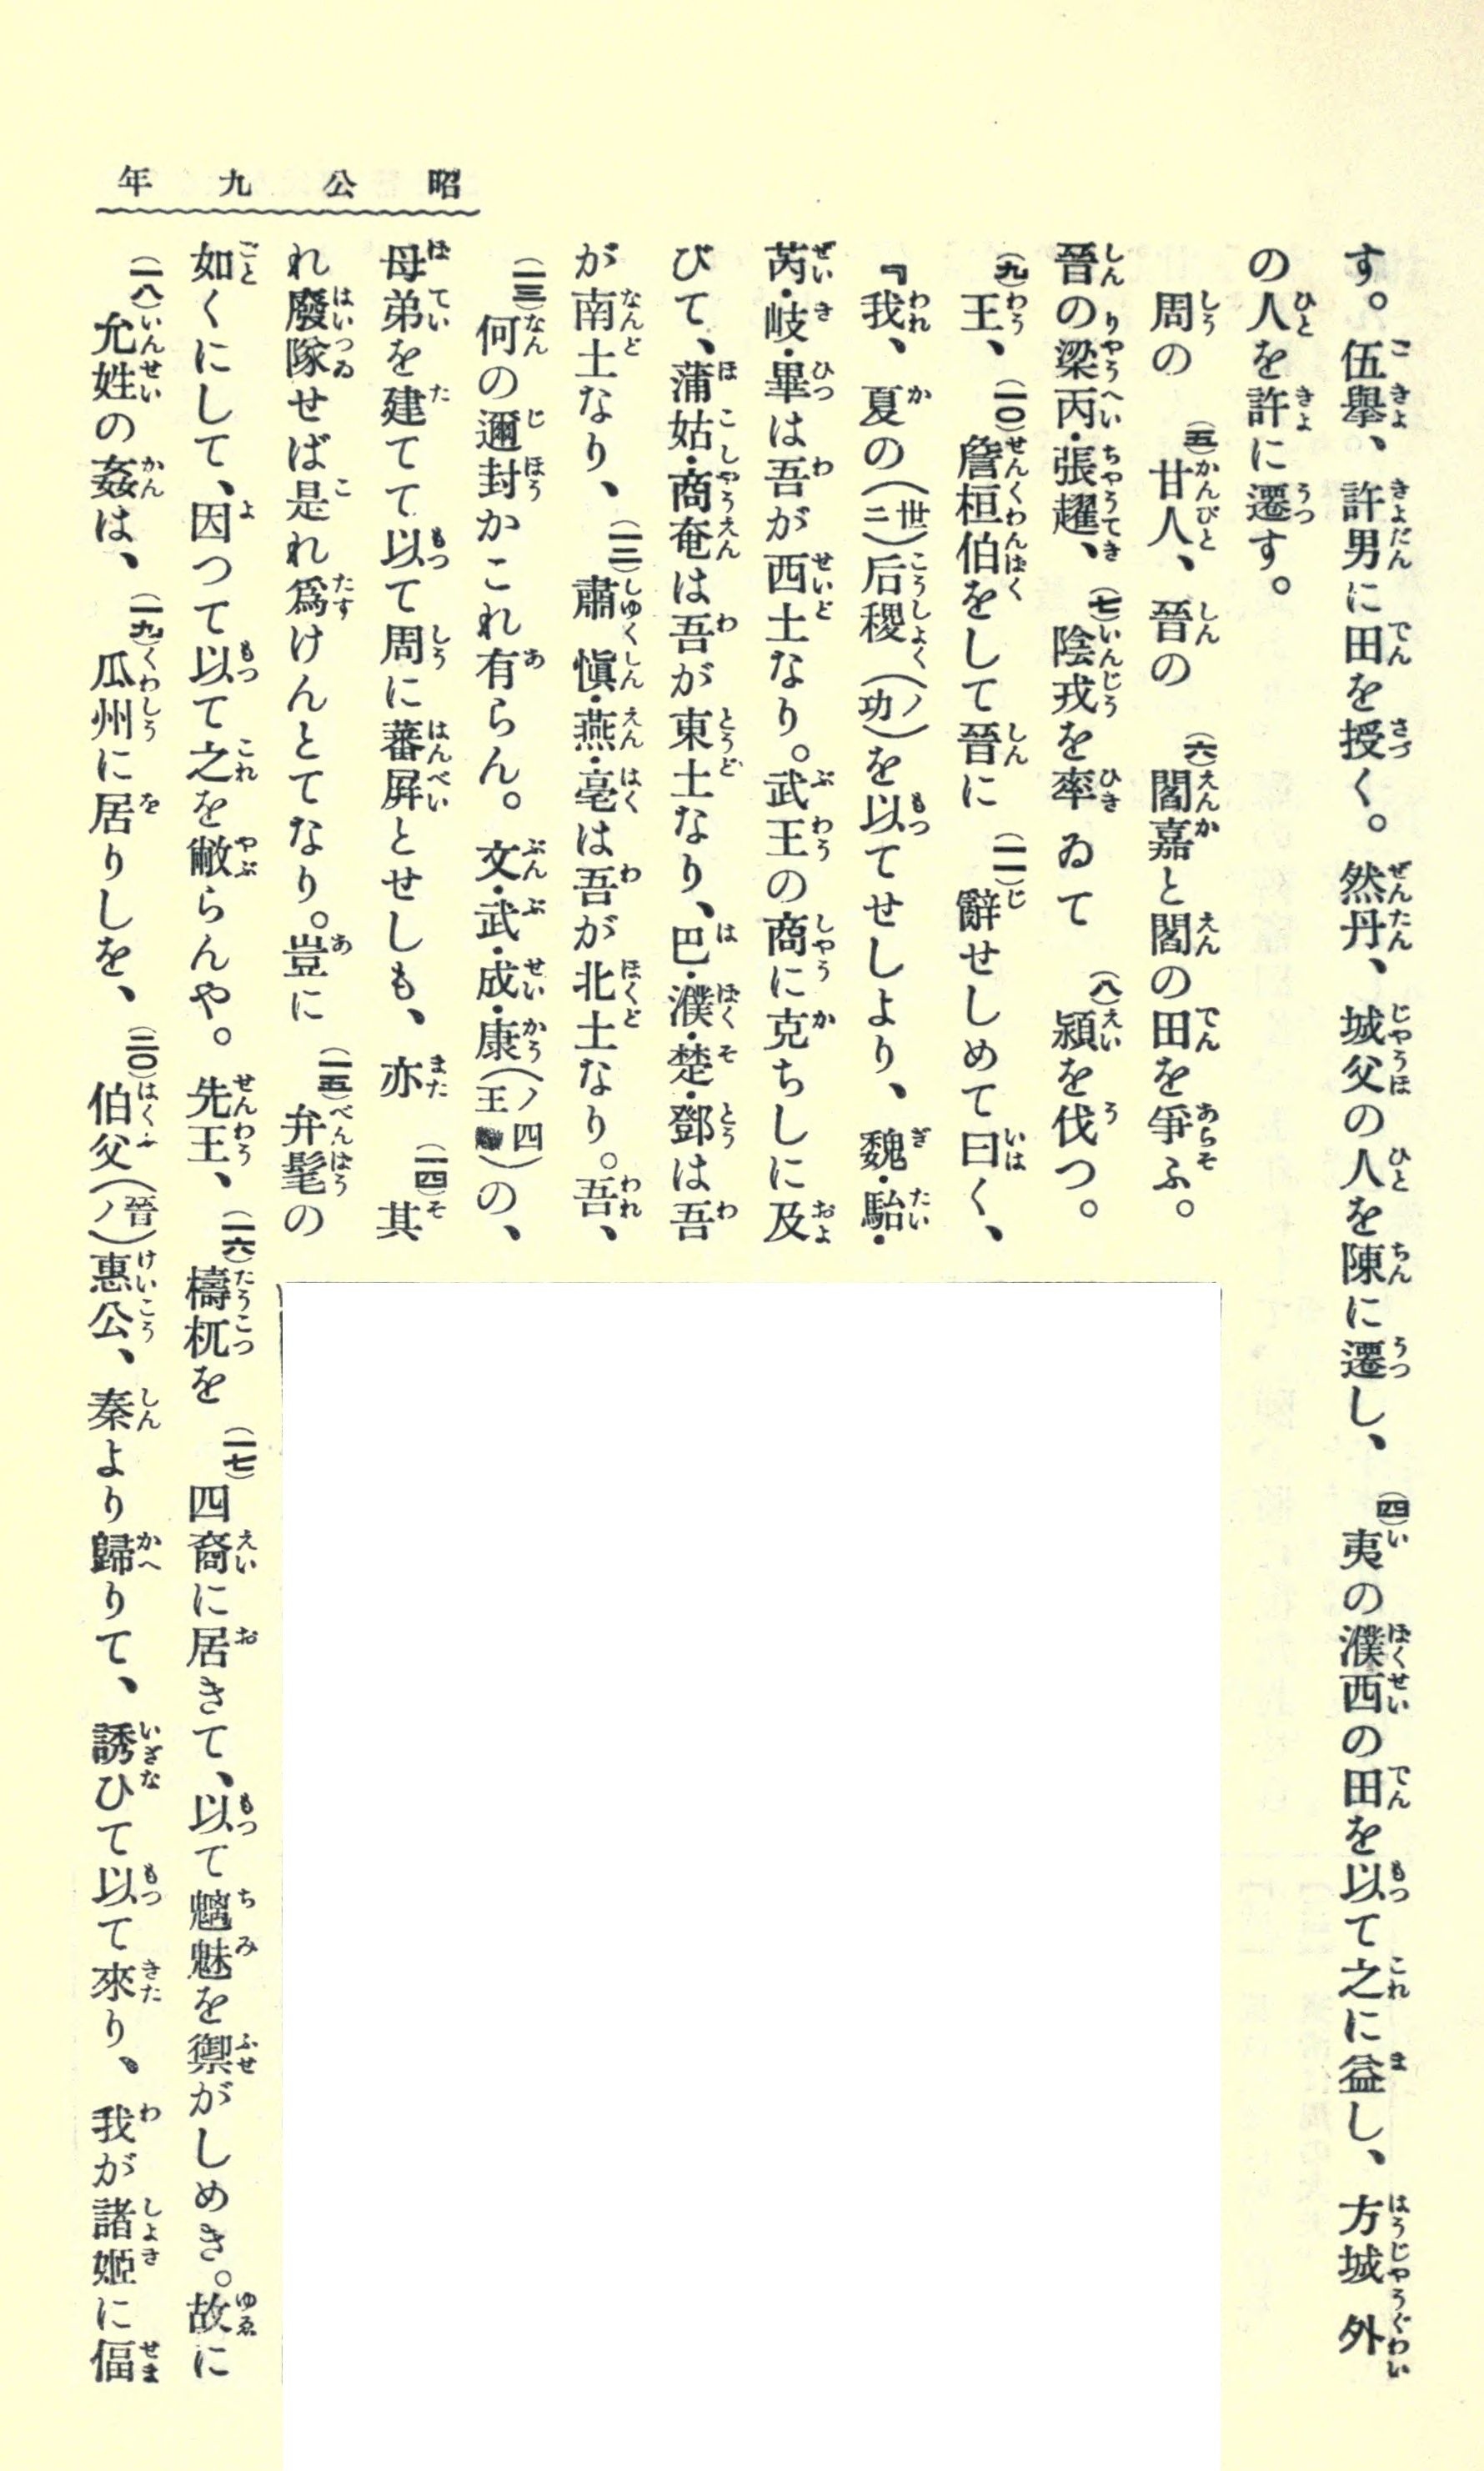 昭公九年
す。伍擧、許男に田を授く。然丹、城父の人を陳に遷し、(四)夷の濮西の田を以て之に益し、方城外
の人を許に遷す。
周の(五)甘人、晉の(六)閻嘉と閻の田を爭ふ。
晉の梁丙・張趯、(七)陰戎を率ゐて(八)潁を伐つ。
(九)王、(一〇)詹桓伯をして晉に(一一)辭せしめて曰く、
『我、夏の(世ニ)后稷(ノ功)を以てせしより、魏・駘・
芮・岐・畢は吾が西土なり。武王の商に克ちしに及
びて、蒲姑・商奄は吾が東土なり、巴・濮・楚・鄧は吾
が南土なり、(一二)肅愼・燕・亳は吾が北土なり。吾、
(一三)何の邇封かこれ有らん。文・武・成・康(ノ四王)の、
母弟を建てて以て周に蕃屛とせしも、亦(一四)其
れ廢隊せば是れ爲けんとてなり。豈に(一五)弁髦の
如くにして、因つて以て之を敝らんや。先王、(一六)檮杌を(一七)四裔に居きて、以て魑魅を禦がしめき。故に
(一八)允姓の姦は、(一九)瓜州に居りしを、(二〇)伯父(晉ノ)惠公、秦より歸りて、誘ひて以て來り、我が諸姬に偪